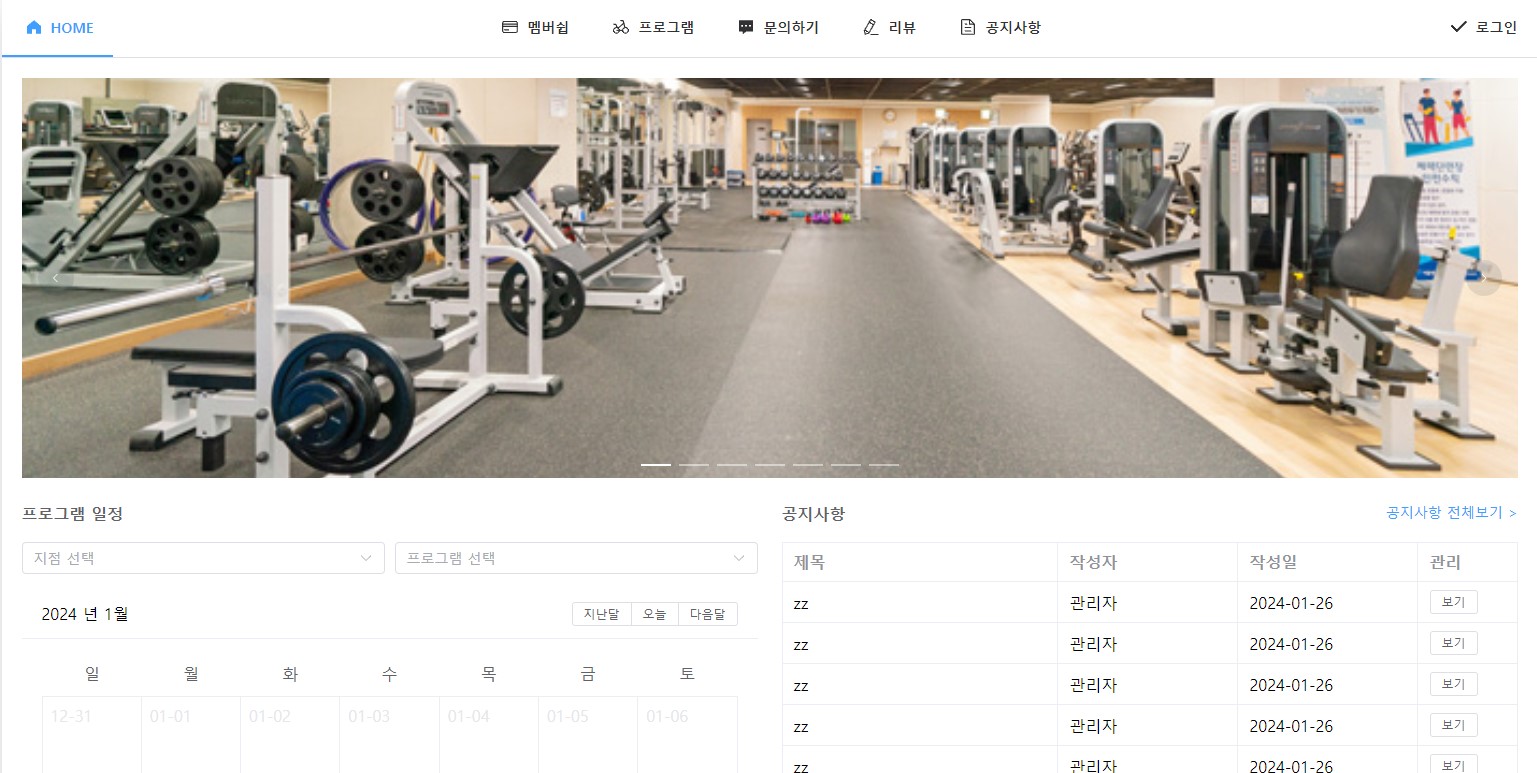 HOME 멤버쉽 프로그램 문의하기 리뷰 공지사항 로그인
프로그램 일정
지점 선택 프로그램 선택
2024 년 1월 지난달 오늘 다음달
일 월 화 수 목 금 토
12-31 01-01 01-02 01-03 01-04 01-05 01-06
공지사항 공지사항 전체보기 >
제목 작성자 작성일 관리
zz 관리자 2024-01-26 보기
zz 관리자 2024-01-26 보기
zz 관리자 2024-01-26 보기
zz 관리자 2024-01-26 보기
zz 관리자 2024-01-26 보기